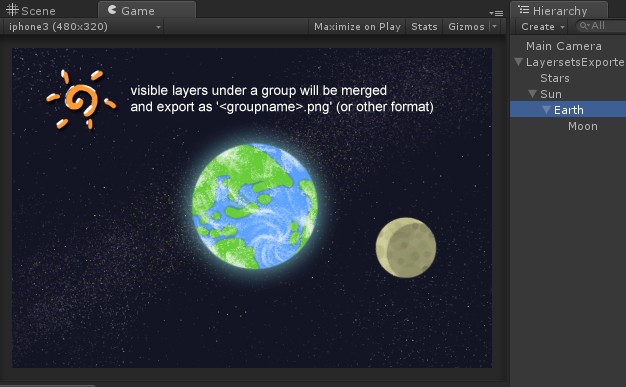 Scene
Game
Hierarchy
iphone3 (480x320)
Maximize on Play
Stats
Gizmos
Create
All
Main Camera
LayersetsExporte
Stars
Sun
Earth
Moon
visible layers under a group will be merged
and export as '<groupname>.png' (or other format)